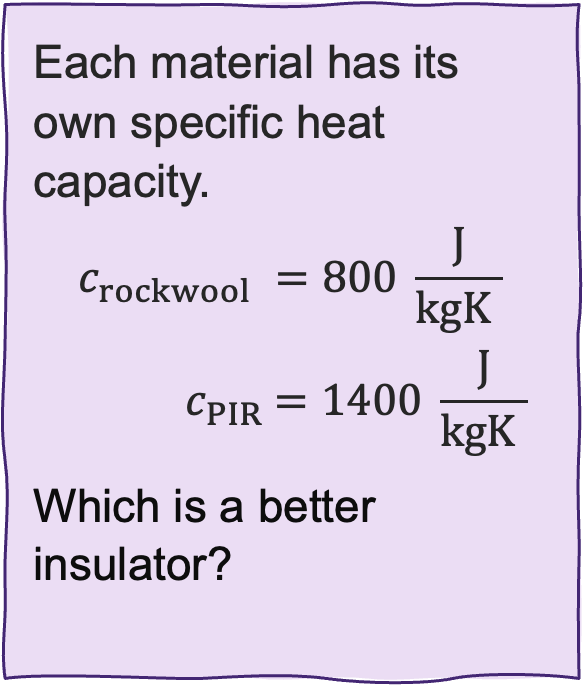 Each material has its
own specific heat
capacity.
c_rockwool = 800 J/kgK
c_PIR = 1400 J/kgK
Which is a better
insulator?